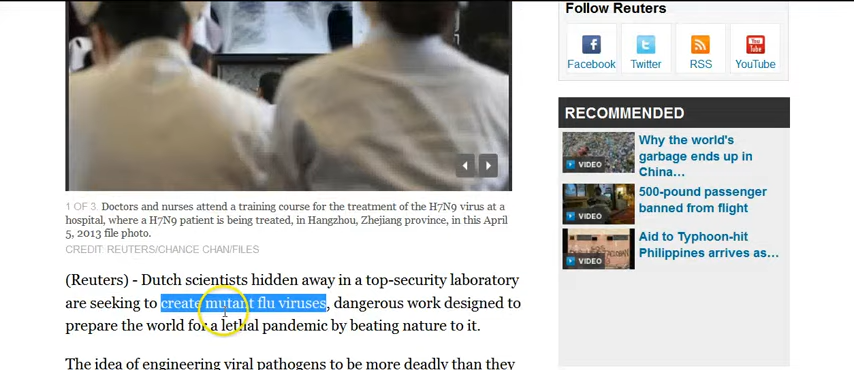 Follow Reuters
Facebook Twitter RSS YouTube
RECOMMENDED
Why the world's
garbage ends up in
China…
VIDEO
500-pound passenger
banned from flight
VIDEO
Aid to Typhoon-hit
Philippines arrives as…
VIDEO
1 OF 3. Doctors and nurses attend a training course for the treatment of the H7N9 virus at a
hospital, where a H7N9 patient is being treated, in Hangzhou, Zhejiang province, in this April
5, 2013 file photo.
CREDIT: REUTERS/CHANCE CHAN/FILES
(Reuters) - Dutch scientists hidden away in a top-security laboratory
are seeking to create mutant flu viruses, dangerous work designed to
prepare the world for a lethal pandemic by beating nature to it.
The idea of engineering viral pathogens to be more deadly than they